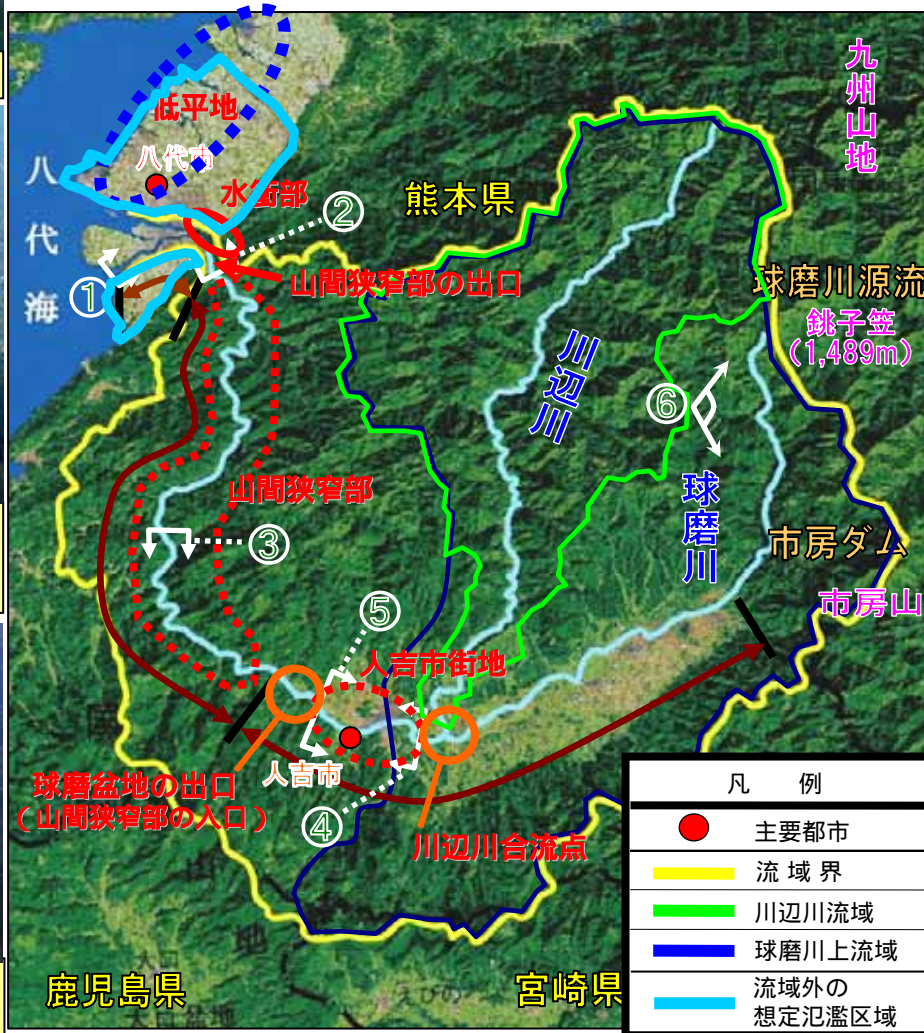 九州山地
低平地
八代市
水衝部
②
熊本県
八代海
①
山間狭窄部の出口
球磨川源流
銚子笠
(1,489m)
川辺川
⑥
山間狭窄部
球磨川
③
市房ダム
市房山
⑤
人吉市街地
球磨盆地の出口
(山間狭窄部の入口)
人吉市
④
川辺川合流点
凡 例
主要都市
流域界
川辺川流域
球磨川上流域
流域外の
想定氾濫区域
鹿児島県
宮崎県
えびの